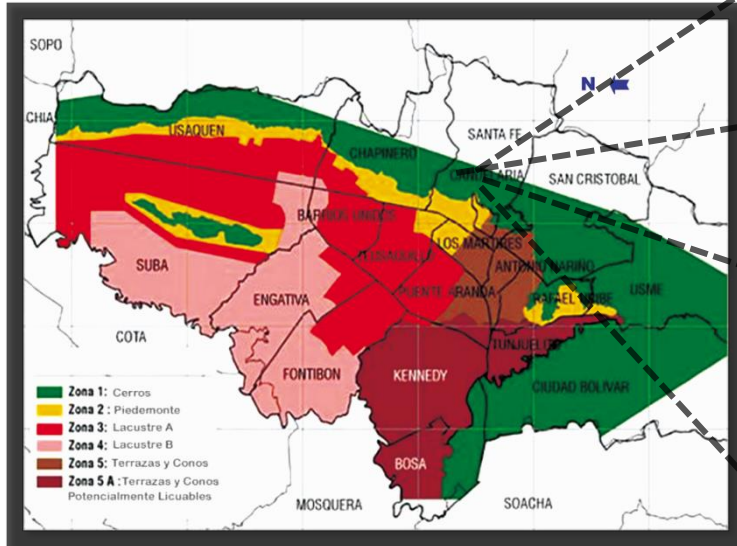 SOPO
N
CHIA
USAQUEN
SANTA FE
CHAPINERO
CANDELARIA
SAN CRISTOBAL
BARRIOS UNIDOS
LOS MARTIRES
TEUSAQUILLO
ANTONIO NARIÑO
SUBA
USME
ENGATIVA
PUENTE ARANDA
RAFAEL URIBE
COTA
TUNJUELITO
FONTIBON
KENNEDY
CIUDAD BOLIVAR
Zona 1: Cerros
Zona 2 : Piedemonte
Zona 3: Lacustre A
Zona 4: Lacustre B
Zona 5: Terrazas y Conos
Zona 5 A :Terrazas y Conos
Potencialmente Licuables
BOSA
MOSQUERA
SOACHA